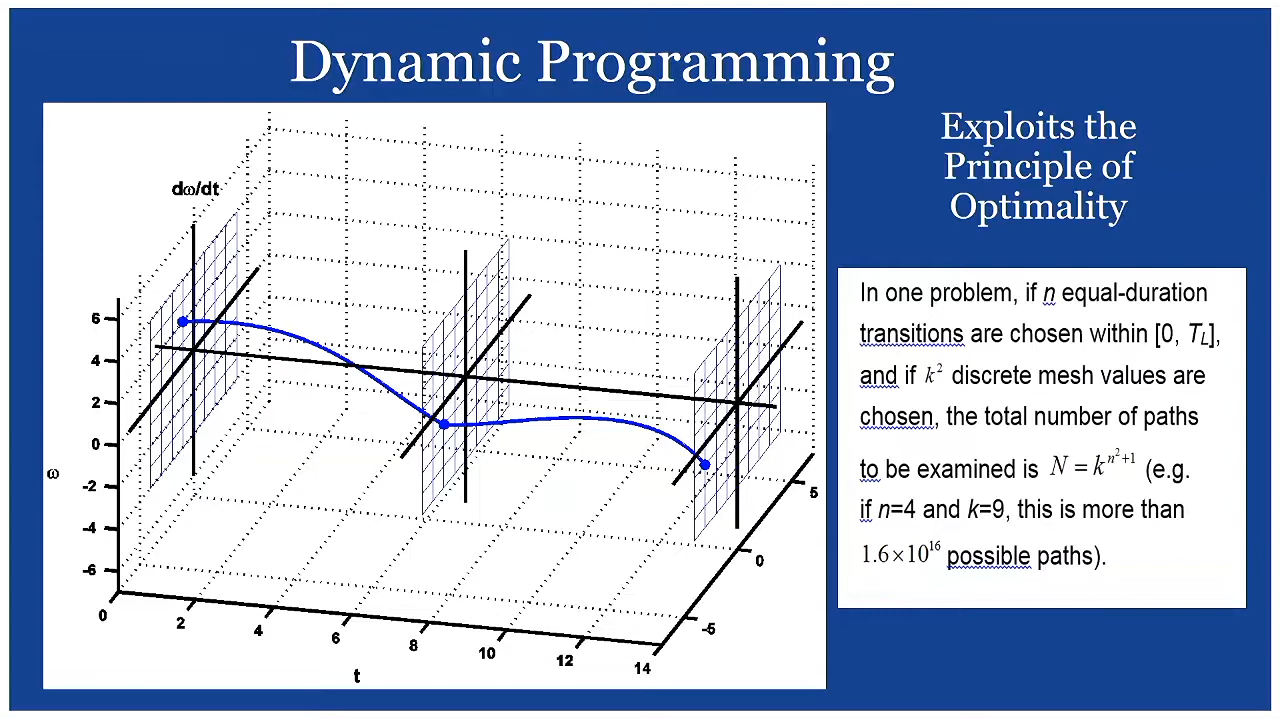 Dynamic Programming
Exploits the
Principle of
Optimality
dω/dt
6
4
2
0
-2
-4
-6
ω
0
2
4
6
8
10
12
14
t
5
0
-5
In one problem, if n equal-duration
transitions are chosen within [0, T_L],
and if k² discrete mesh values are
chosen, the total number of paths
to be examined is N = k^{n²+1} (e.g.
if n=4 and k=9, this is more than
1.6×10¹⁶ possible paths).